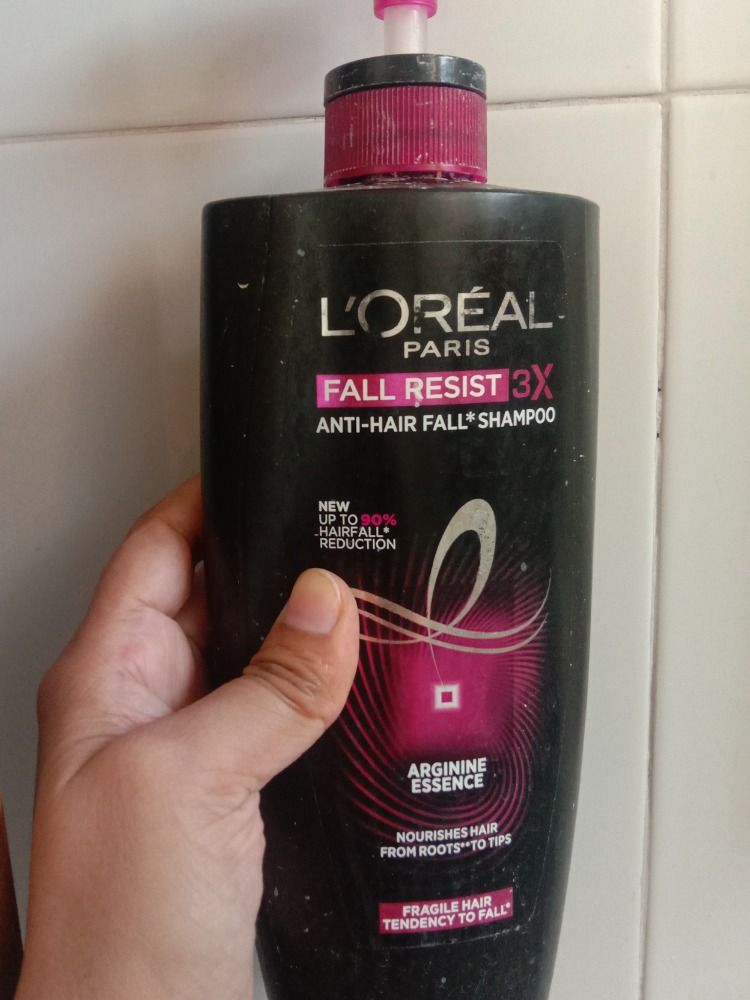 L'ORÉAL
PARIS
FALL RESIST 3X
ANTI-HAIR FALL* SHAMPOO
NEW
UP TO 90%
HAIRFALL*
REDUCTION
ARGININE
ESSENCE
NOURISHES HAIR
FROM ROOTS** TO TIPS
FRAGILE HAIR
TENDENCY TO FALL*